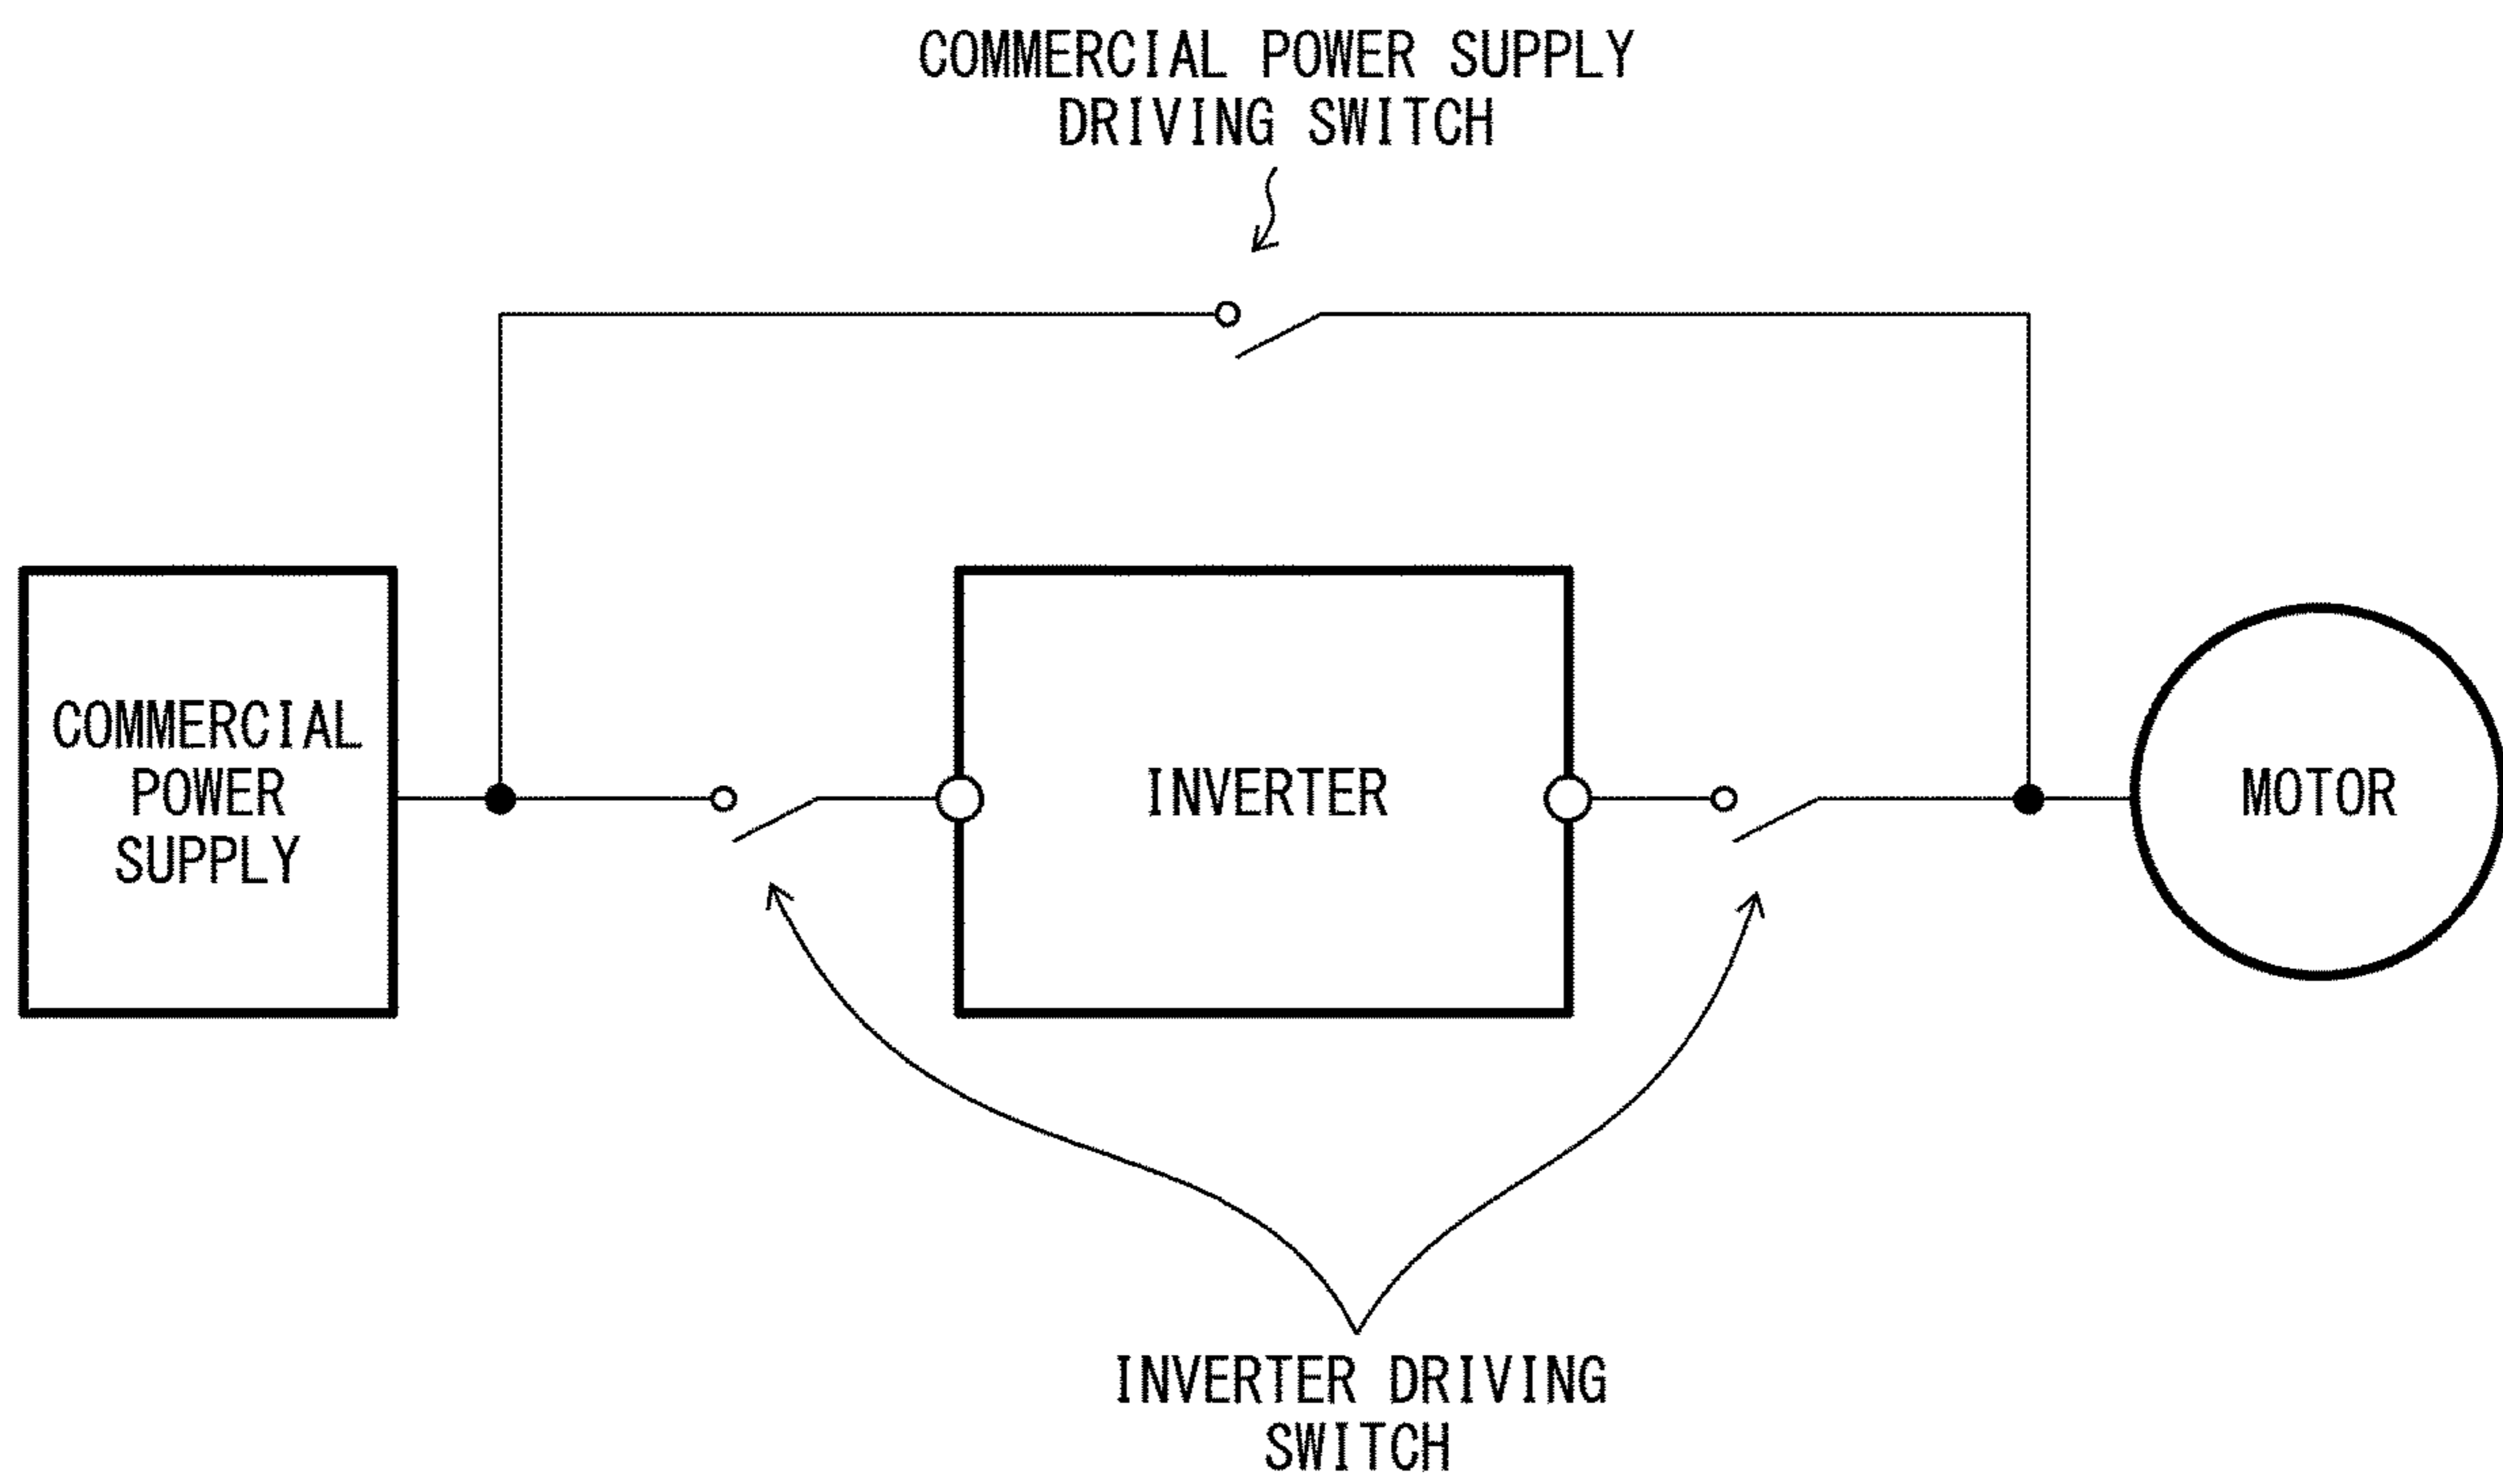 COMMERCIAL POWER SUPPLY
DRIVING SWITCH
COMMERCIAL
POWER
SUPPLY
INVERTER
MOTOR
INVERTER DRIVING
SWITCH